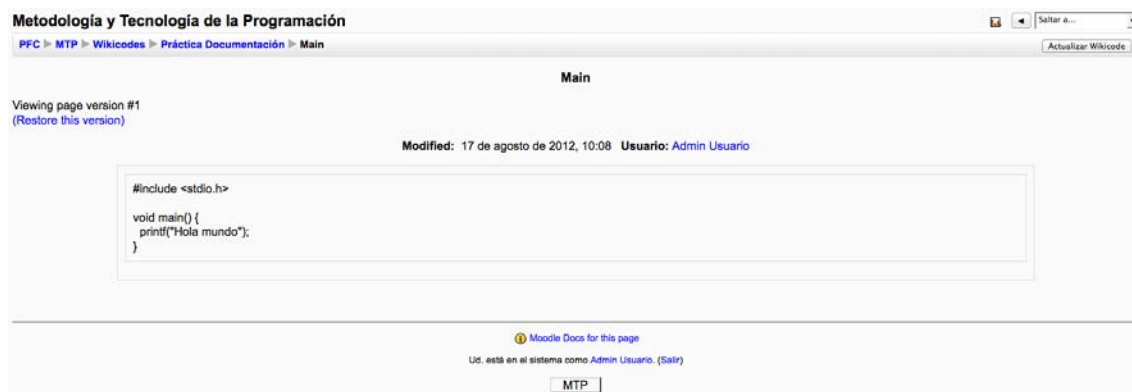 Metodología y Tecnología de la Programación
Saltar a...
PFC ► MTP ► Wikicodes ► Práctica Documentación ► Main
Actualizar Wikicode
Main
Viewing page version #1
(Restore this version)
Modified: 17 de agosto de 2012, 10:08 Usuario: Admin Usuario
#include <stdio.h>
void main() {
printf("Hola mundo");
}
Moodle Docs for this page
Ud. está en el sistema como Admin Usuario. (Salir)
MTP